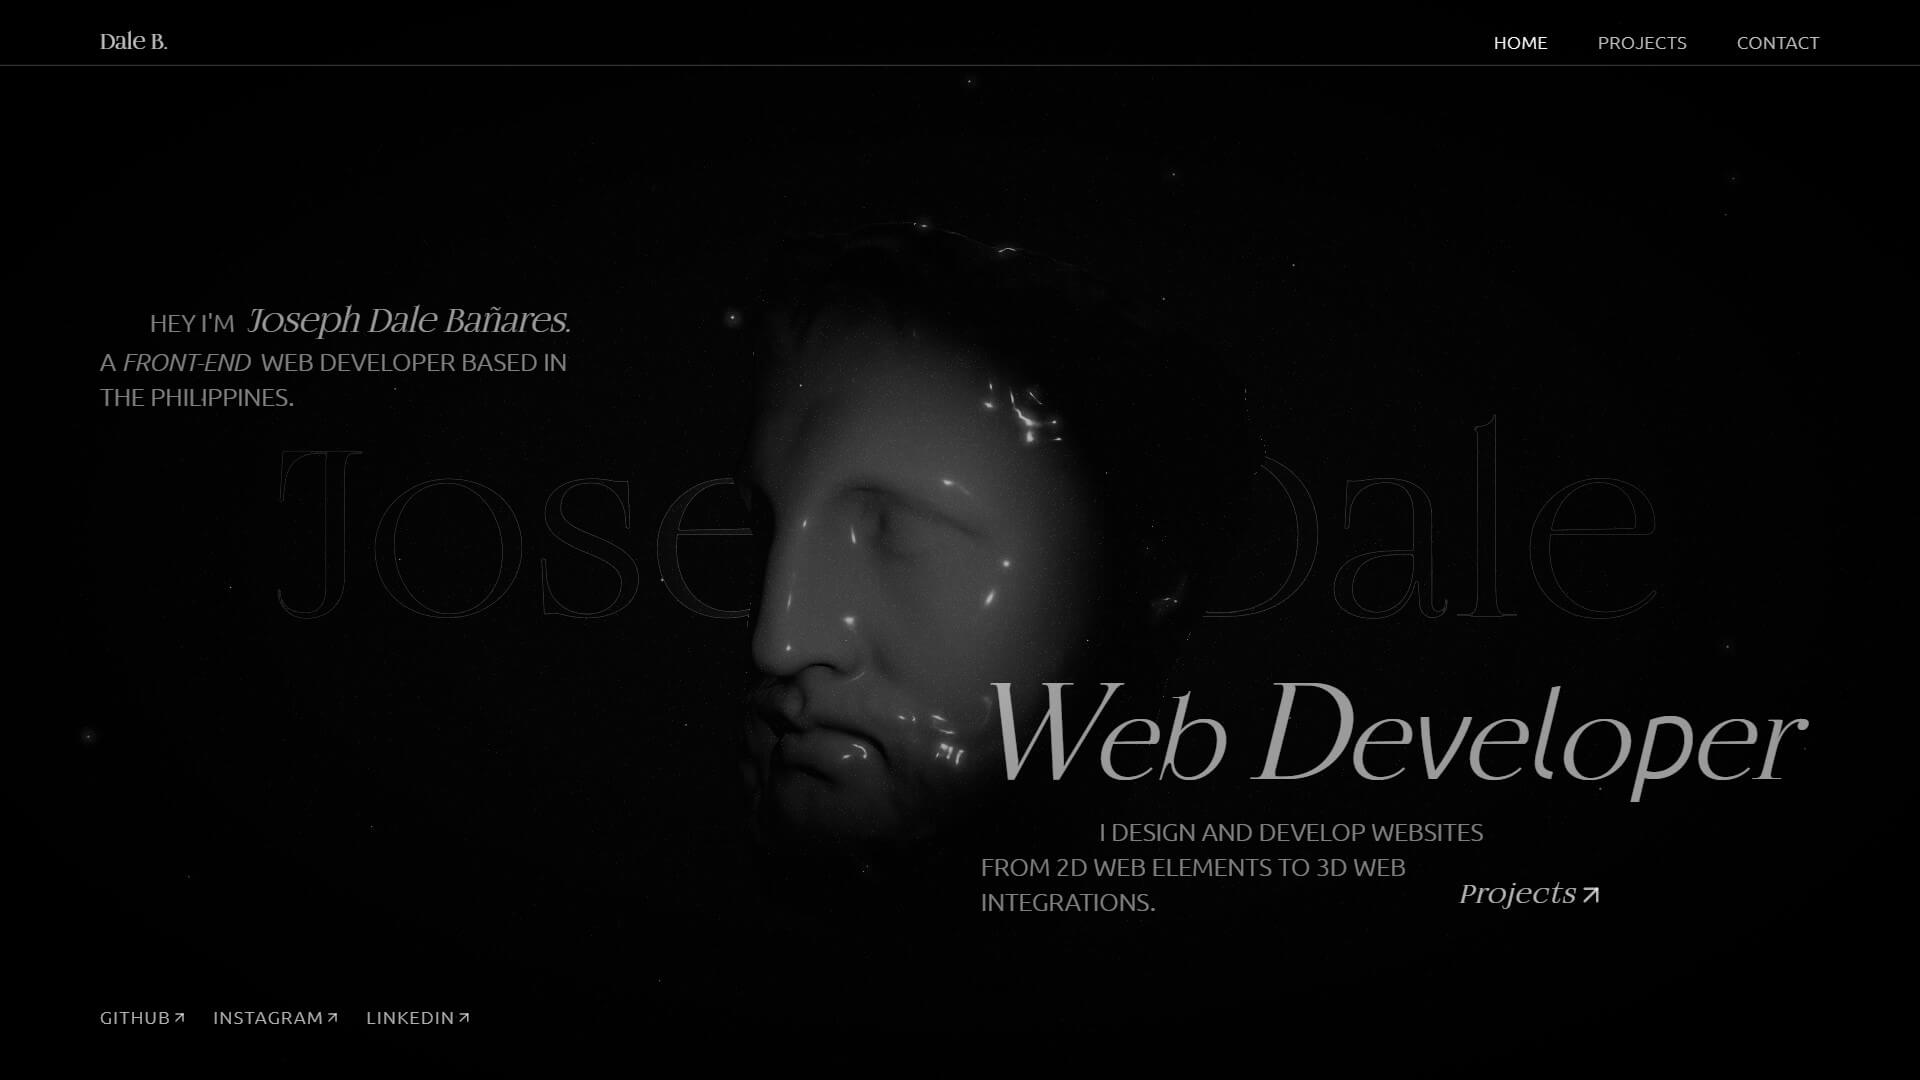 Dale B.
HOME PROJECTS CONTACT
HEY I'M Joseph Dale Bañares.
A FRONT-END WEB DEVELOPER BASED IN
THE PHILIPPINES.
Jose Dale
Web Developer
I DESIGN AND DEVELOP WEBSITES
FROM 2D WEB ELEMENTS TO 3D WEB
INTEGRATIONS.
Projects
GITHUB INSTAGRAM LINKEDIN